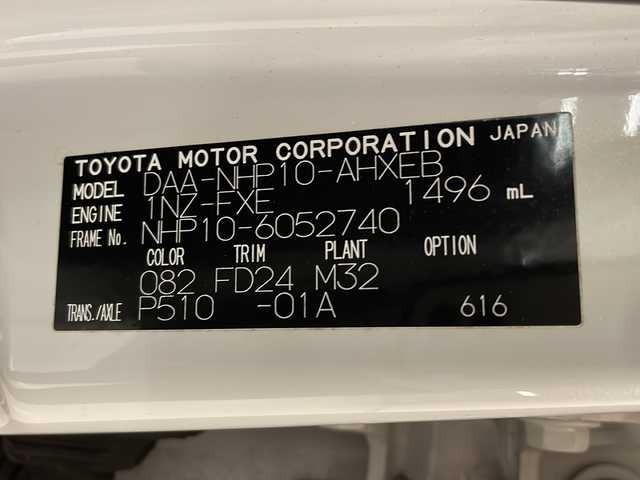 TOYOTA MOTOR CORPORATION JAPAN
MODEL DAA-NHP10-AHXEB
ENGINE 1NZ-FXE 1496 mL
FRAME No. NHP10-6052740
COLOR TRIM PLANT OPTION
082 FD24 M32
TRANS./AXLE P510 -01A 616